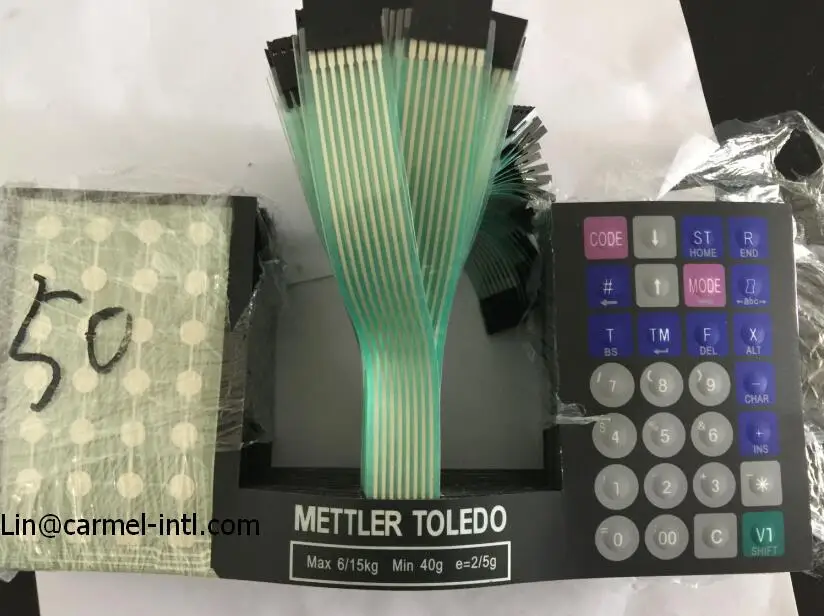 50
CODE ↓ ST R
HOME END
# ↑ MODE
← ←abc→
T TM F X
BS ↵ DEL ALT
/ 7 ( 8 ) 9 −
CHAR
$ 4 % 5 & 6 +
INS
1 2 3 *
0 00 C V1
SHIFT
Lin@carmel-intl.com
METTLER TOLEDO
Max 6/15kg Min 40g e=2/5g